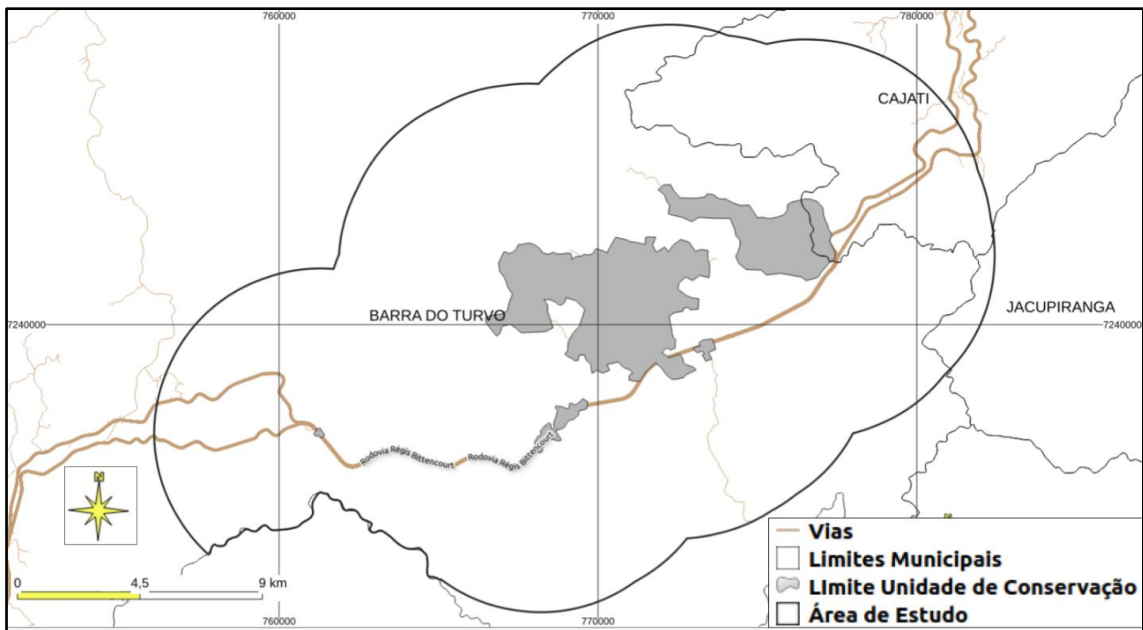 760000
770000
780000
CAJATI
JACUPIRANGA
BARRA DO TURVO
7240000
7240000
Rodovia Régis Bittencourt
Rodovia Régis Bittencourt
N
0 4,5 9 km
760000
770000
Vias
Limites Municipais
LImite Unidade de Conservação
Área de Estudo